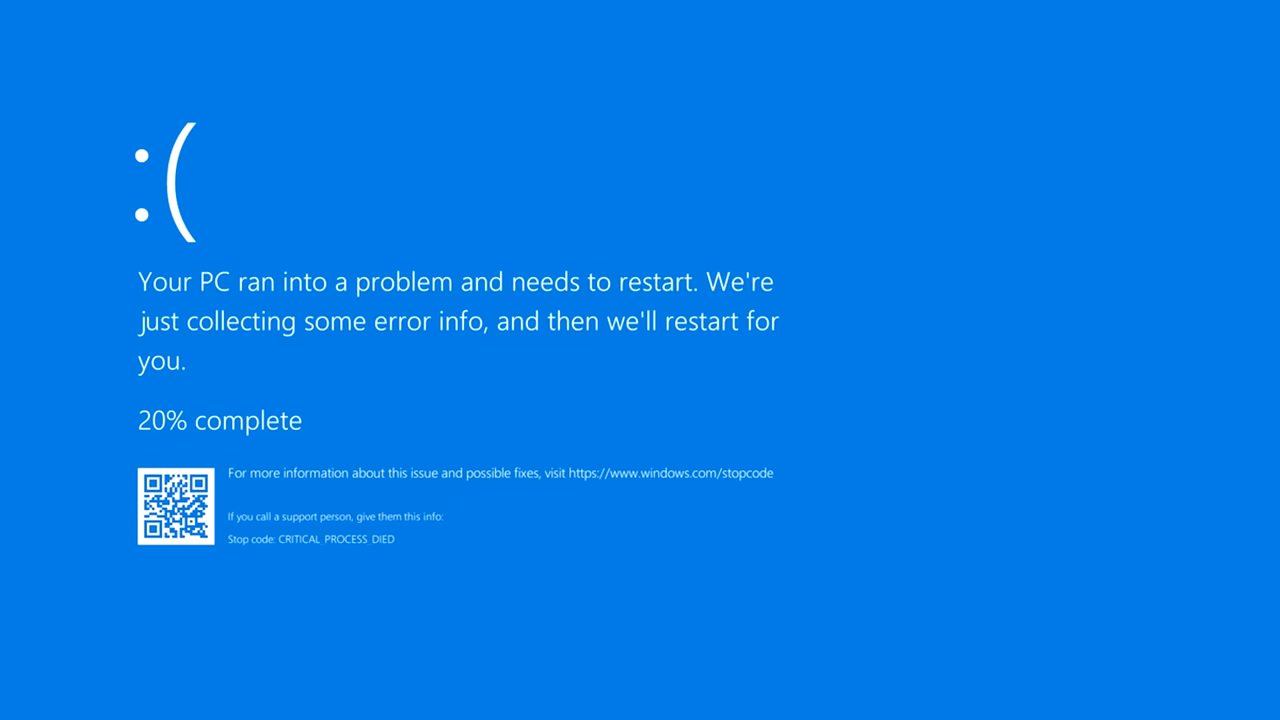 :(
Your PC ran into a problem and needs to restart. We're
just collecting some error info, and then we'll restart for
you.
20% complete
For more information about this issue and possible fixes, visit https://www.windows.com/stopcode
If you call a support person, give them this info:
Stop code: CRITICAL_PROCESS_DIED